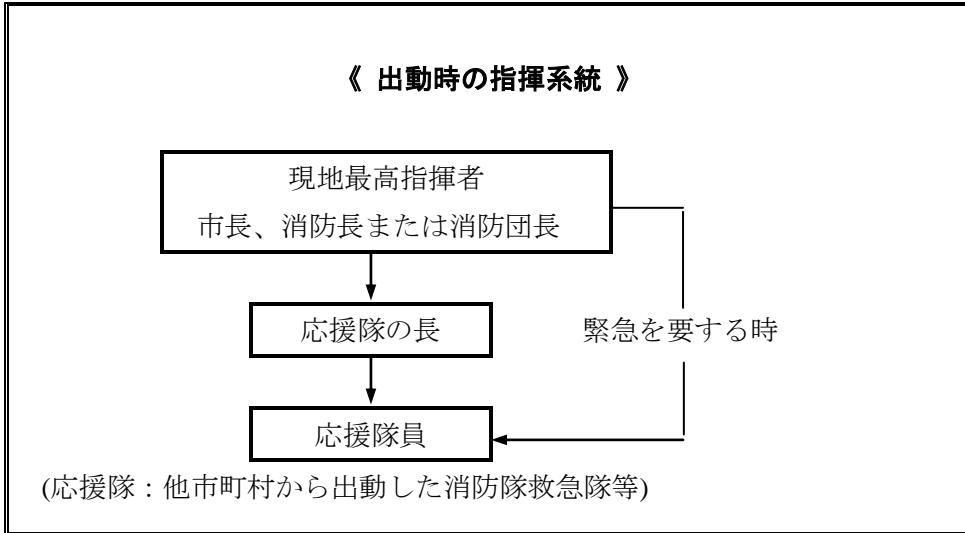 《 出動時の指揮系統 》
現地最高指揮者
市長、消防長または消防団長
応援隊の長
緊急を要する時
応援隊員
(応援隊：他市町村から出動した消防隊救急隊等)